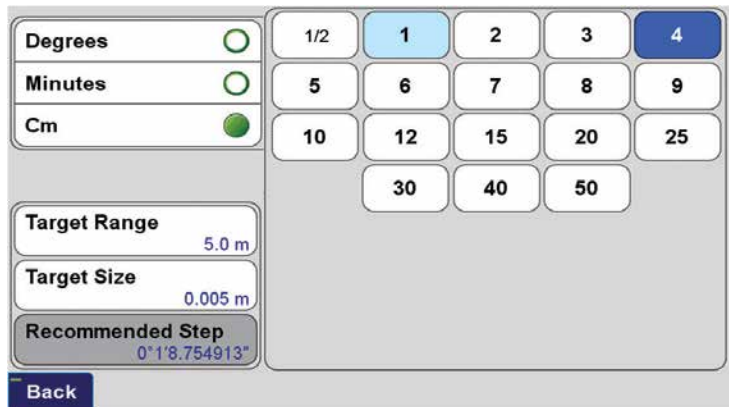 Degrees
Minutes
Cm
Target Range
5.0 m
Target Size
0.005 m
Recommended Step
0°1'8.754913"
Back
1/2 1 2 3 4
5 6 7 8 9
10 12 15 20 25
30 40 50